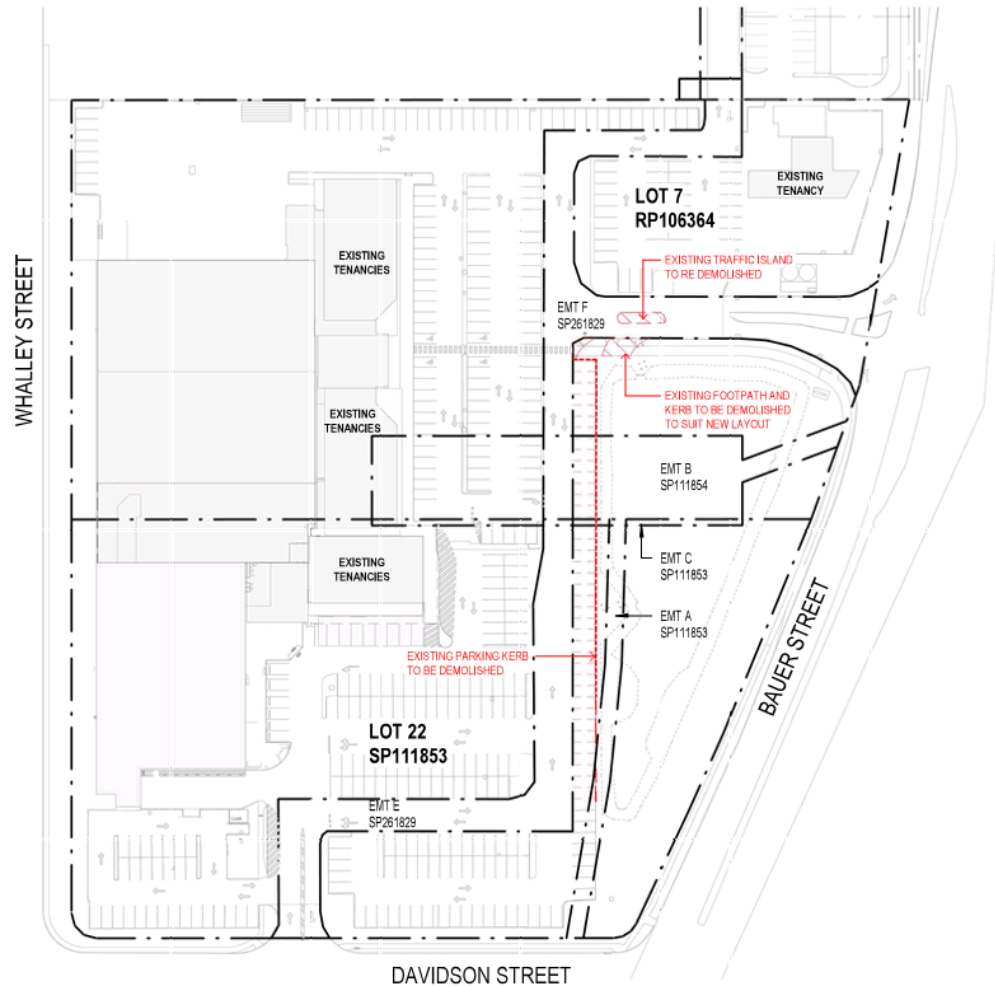 EXISTING
TENANCY
LOT 7
RP106364
EXISTING
TENANCIES
EXISTING TRAFFIC ISLAND
TO RE DEMOLISHED
WHALLEY STREET
EMT F
SP261829
EXISTING FOOTPATH AND
KERB TO BE DEMOLISHED
TO SUIT NEW LAYOUT
EXISTING
TENANCIES
EMT B
SP111854
EMT C
SP111853
EXISTING
TENANCIES
EMT A
SP111853
BAUER STREET
EXISTING PARKING KERB
TO BE DEMOLISHED
LOT 22
SP111853
EMT E
SP261829
DAVIDSON STREET